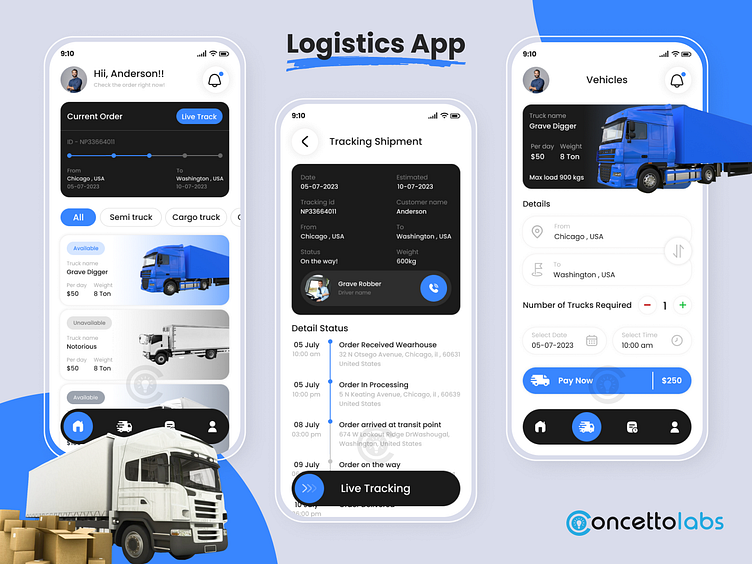 Logistics App
9:10
Hii, Anderson!!
Check the order right now!
Current Order
Live Track
ID - NP33664011
From
To
Chicago , USA
Washington , USA
05-07-2023
10-07-2023
All
Semi truck
Cargo truck
Available
Truck name
Grave Digger
Per day
Weight
$50
8 Ton
Unavailable
Truck name
Notorious
Per day
Weight
$50
8 Ton
Available
9:10
Tracking Shipment
Date
Estimated
05-07-2023
10-07-2023
Tracking id
Customer name
NP33664011
Anderson
From
To
Chicago , USA
Washington , USA
Status
Weight
On the way!
600kg
Grave Robber
Driver name
Detail Status
05 July
Order Received Wearhouse
10:00 am
32 N Otsego Avenue, Chicago, il , 60631
United States
05 July
Order In Processing
5 N Keating Avenue, Chicago, il , 60639
United States
08 July
Order arrived at transit point
03:00 pm
674 W Lookout Ridge DrWashougal,
Washington, United States
09 July
Order on the way
Live Tracking
9:10
Vehicles
Truck name
Grave Digger
Per day
Weight
$50
8 Ton
Max load 900 kgs
Details
From
Chicago , USA
To
Washington , USA
Number of Trucks Required
1
Select Date
Select Time
05-07-2023
10:00 am
Pay Now
$250
Concettolabs